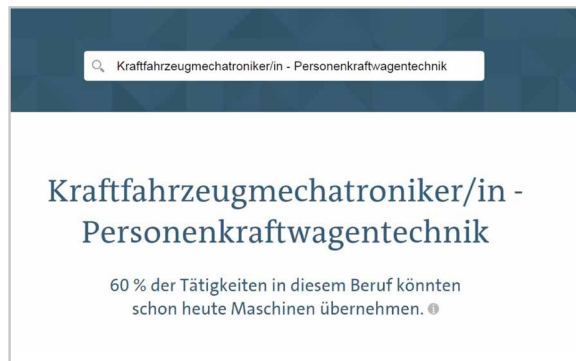 Kraftfahrzeugmechatroniker/in - Personenkraftwagentechnik
Kraftfahrzeugmechatroniker/in -
Personenkraftwagentechnik
60 % der Tätigkeiten in diesem Beruf könnten
schon heute Maschinen übernehmen.